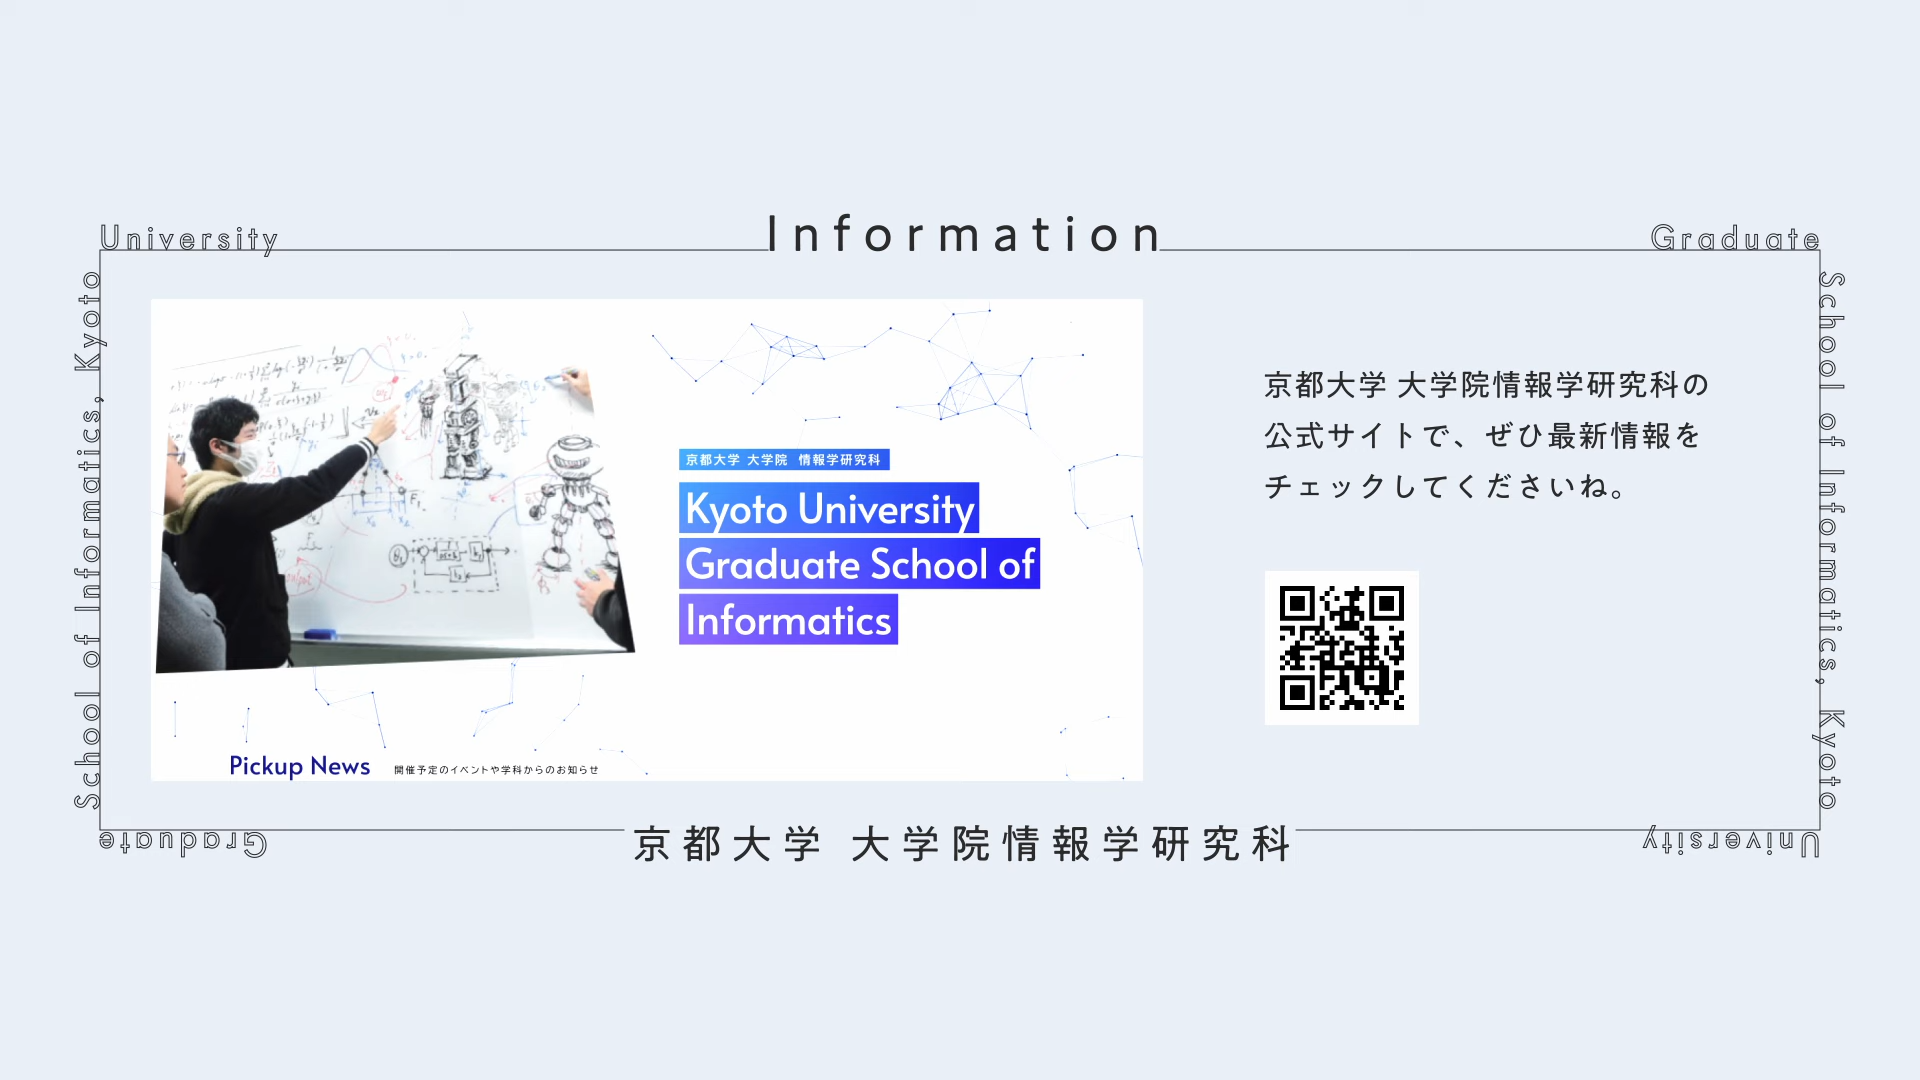 Information
University
Graduate
School of Informatics, Kyoto
School of Informatics, Kyoto
京都大学 大学院 情報学研究科
Kyoto University
Graduate School of
Informatics
Pickup News 開催予定のイベントや学科からのお知らせ
京都大学 大学院情報学研究科の
公式サイトで、ぜひ最新情報を
チェックしてくださいね。
Graduate
University
京都大学 大学院情報学研究科